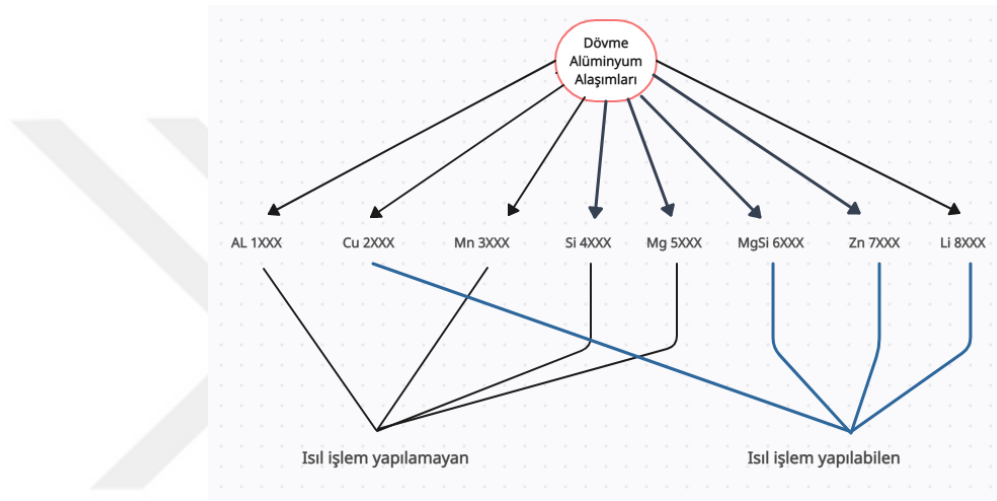 Dövme
Alüminyum
Alaşımları
AL 1XXX
Cu 2XXX
Mn 3XXX
Si 4XXX
Mg 5XXX
MgSi 6XXX
Zn 7XXX
Li 8XXX
Isıl işlem yapılamayan
Isıl işlem yapılabilen